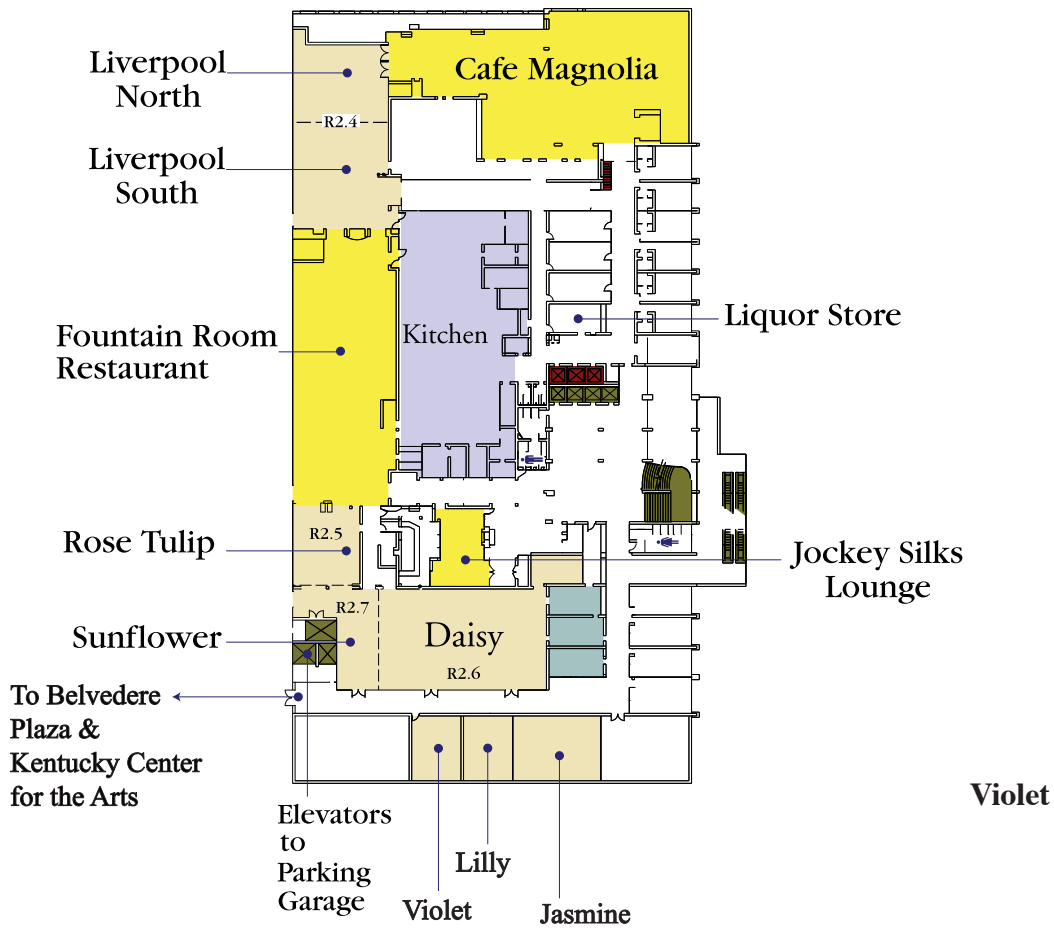 Liverpool
North
Cafe Magnolia
R2.4
Liverpool
South
Liquor Store
Fountain Room
Restaurant
Kitchen
R2.5
Rose Tulip
Jockey Silks
Lounge
R2.7
Sunflower
Daisy
R2.6
To Belvedere
Plaza &
Kentucky Center
for the Arts
Violet
Elevators
to
Parking
Garage
Lilly
Violet
Jasmine